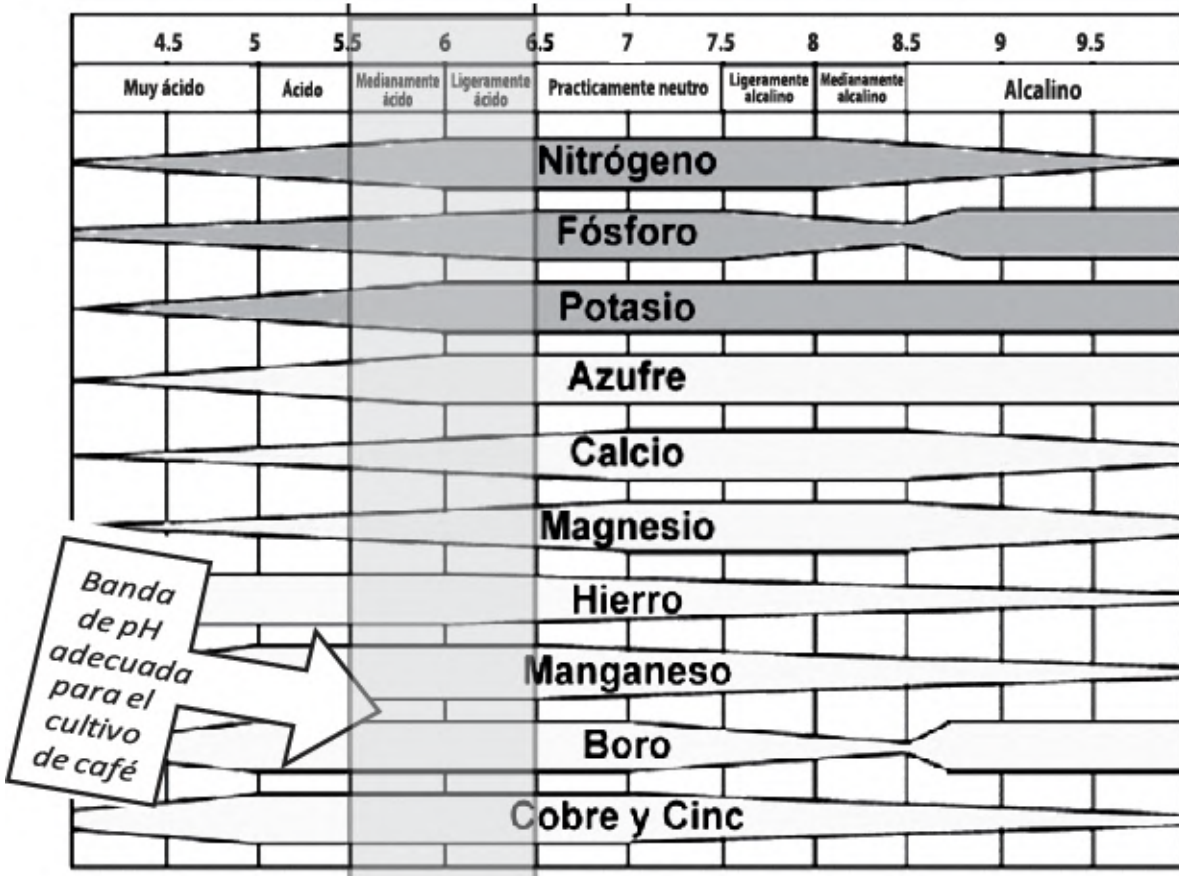 4.5 5 5.5 6 6.5 7 7.5 8 8.5 9 9.5
Muy ácido
Ácido
Medianamente
ácido
Ligeramente
ácido
Practicamente neutro
Ligeramente
alcalino
Medianamente
alcalino
Alcalino
Nitrógeno
Fósforo
Potasio
Azufre
Calcio
Magnesio
Hierro
Manganeso
Boro
Cobre y Cinc
Banda
de pH
adecuada
para el
cultivo
de café